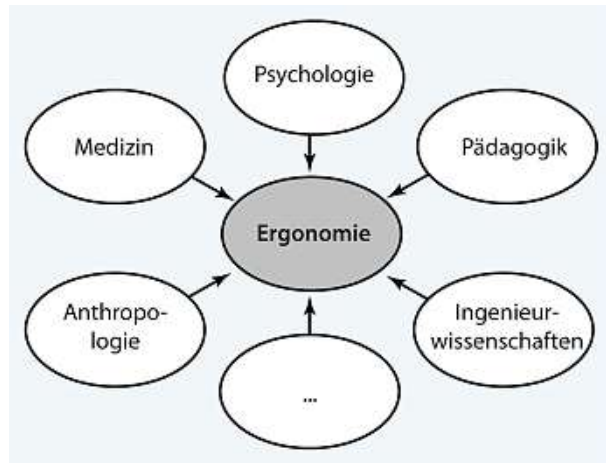 Psychologie
Medizin
Pädagogik
Ergonomie
Anthropo-
logie
Ingenieur-
wissenschaften
...